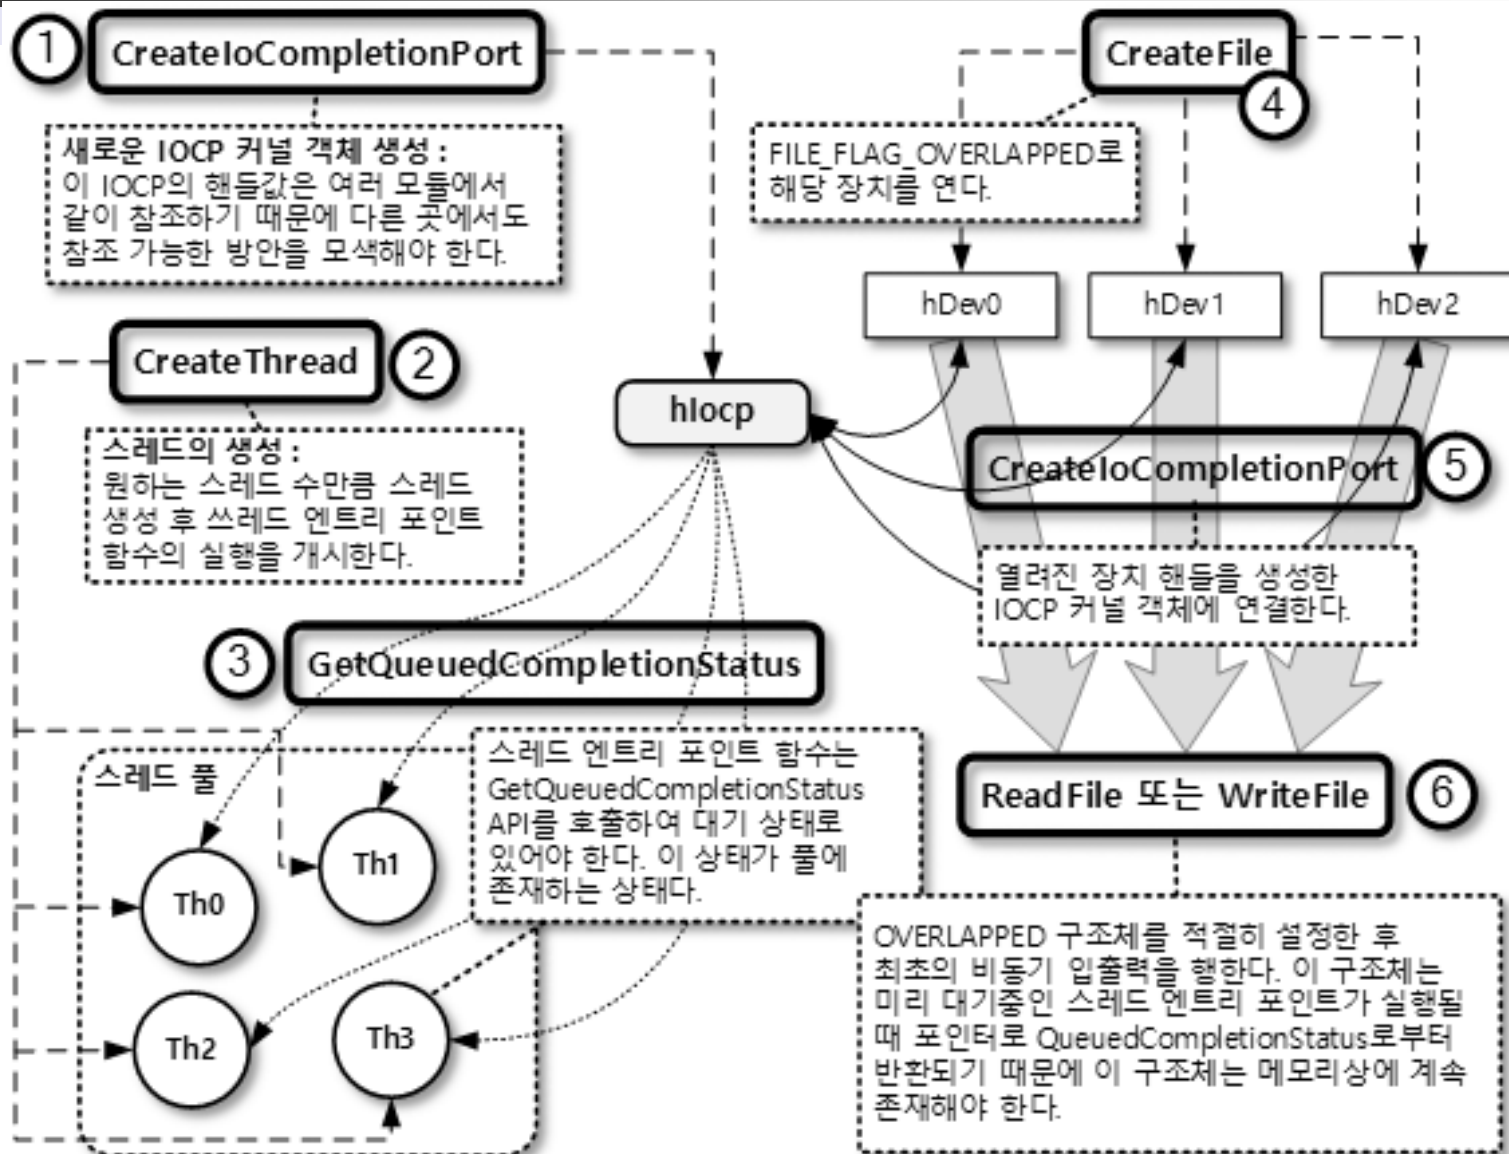 1
CreateIoCompletionPort
새로운 IOCP 커널 객체 생성 :
이 IOCP의 핸들값은 여러 모듈에서
같이 참조하기 때문에 다른 곳에서도
참조 가능한 방안을 모색해야 한다.
CreateThread
2
스레드의 생성 :
원하는 스레드 수만큼 스레드
생성 후 쓰레드 엔트리 포인트
함수의 실행을 개시한다.
3
GetQueuedCompletionStatus
스레드 엔트리 포인트 함수는
GetQueuedCompletionStatus
API를 호출하여 대기 상태로
있어야 한다. 이 상태가 풀에
존재하는 상태다.
스레드 풀
Th0
Th1
Th2
Th3
hIocp
CreateFile
4
FILE_FLAG_OVERLAPPED로
해당 장치를 연다.
hDev0
hDev1
hDev2
CreateIoCompletionPort
5
열려진 장치 핸들을 생성한
IOCP 커널 객체에 연결한다.
ReadFile 또는 WriteFile
6
OVERLAPPED 구조체를 적절히 설정한 후
최초의 비동기 입출력을 행한다. 이 구조체는
미리 대기중인 스레드 엔트리 포인트가 실행될
때 포인터로 QueuedCompletionStatus로부터
반환되기 때문에 이 구조체는 메모리상에 계속
존재해야 한다.